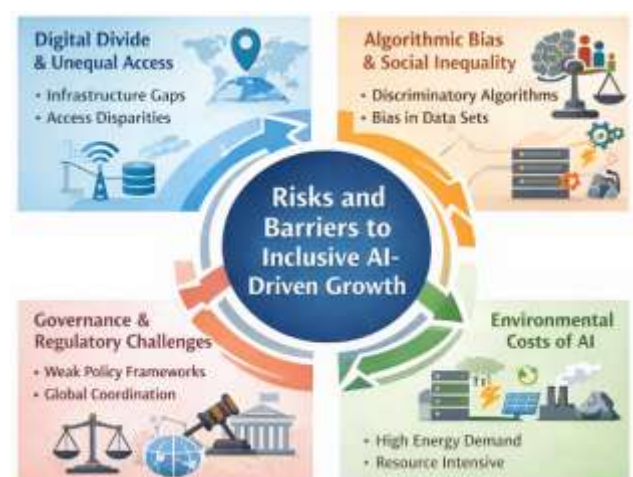 Digital Divide
& Unequal Access
• Infrastructure Gaps
• Access Disparities
Algorithmic Bias
& Social Inequality
• Discriminatory Algorithms
• Bias in Data Sets
Risks and
Barriers to
Inclusive AI-
Driven Growth
Governance &
Regulatory Challenges
• Weak Policy Frameworks
• Global Coordination
Environmental
Costs of AI
• High Energy Demand
• Resource Intensive